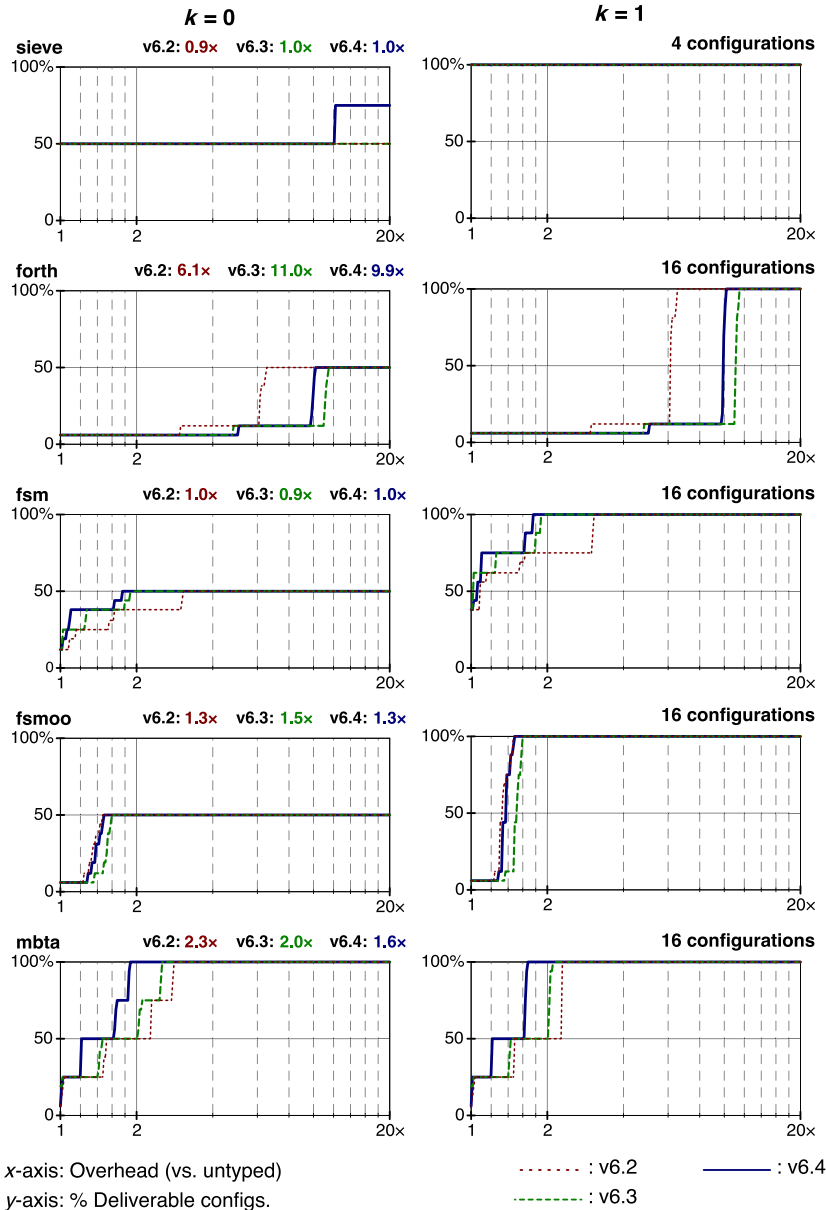 k = 0 k = 1
sieve v6.2: 0.9× v6.3: 1.0× v6.4: 1.0× 4 configurations
100% 100%
50 50
0 0
1 2 20× 1 2 20×
forth v6.2: 6.1× v6.3: 11.0× v6.4: 9.9× 16 configurations
100% 100%
50 50
0 0
1 2 20× 1 2 20×
fsm v6.2: 1.0× v6.3: 0.9× v6.4: 1.0× 16 configurations
100% 100%
50 50
0 0
1 2 20× 1 2 20×
fsmoo v6.2: 1.3× v6.3: 1.5× v6.4: 1.3× 16 configurations
100% 100%
50 50
0 0
1 2 20× 1 2 20×
mbta v6.2: 2.3× v6.3: 2.0× v6.4: 1.6× 16 configurations
100% 100%
50 50
0 0
1 2 20× 1 2 20×
x-axis: Overhead (vs. untyped) : v6.2 : v6.4
y-axis: % Deliverable configs. : v6.3